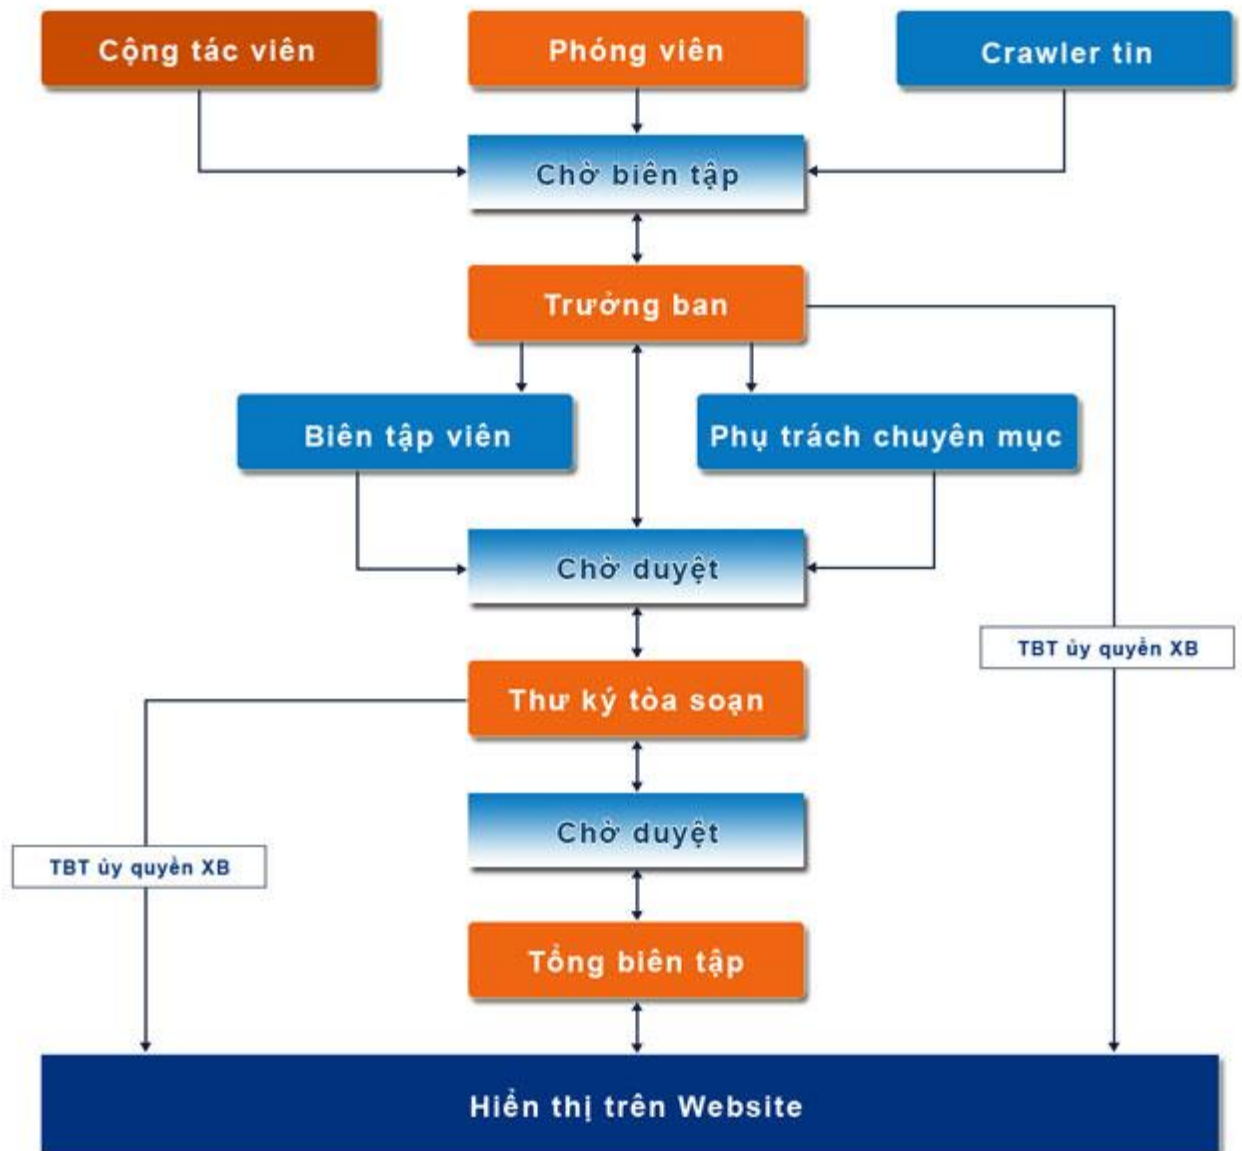 Cộng tác viên
Phóng viên
Crawler tin
Chờ biên tập
Trưởng ban
Biên tập viên
Phụ trách chuyên mục
Chờ duyệt
TBT ủy quyền XB
Thư ký tòa soạn
Chờ duyệt
TBT ủy quyền XB
Tổng biên tập
Hiển thị trên Website